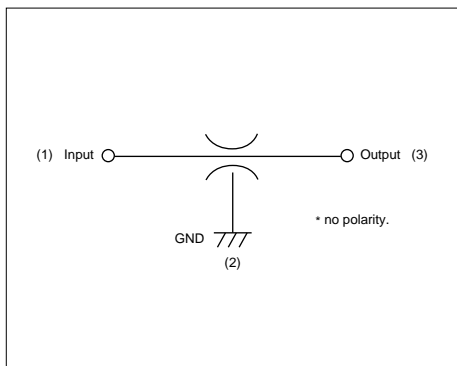 (1) Input Output (3)
* no polarity.
GND
(2)